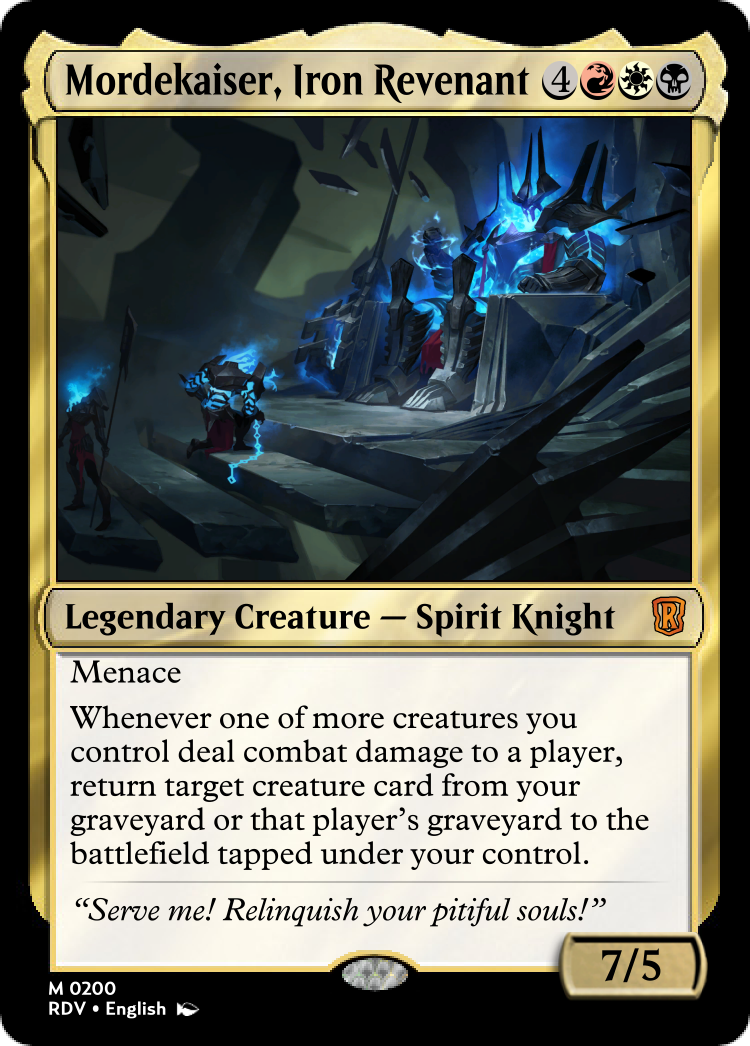 Mordekaiser, Iron Revenant 4
Legendary Creature — Spirit Knight R
Menace
Whenever one of more creatures you
control deal combat damage to a player,
return target creature card from your
graveyard or that player’s graveyard to the
battlefield tapped under your control.
“Serve me! Relinquish your pitiful souls!”
7/5
M 0200
RDV • English